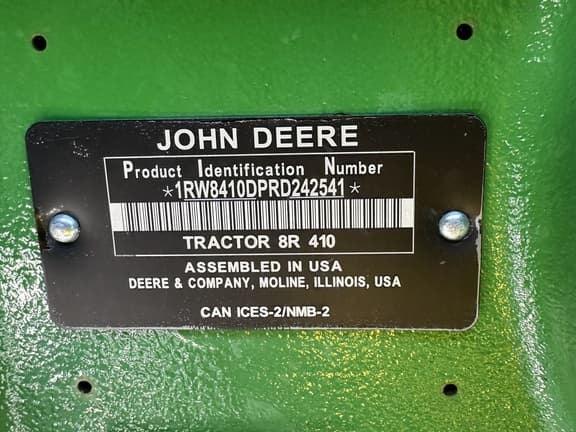 JOHN DEERE
Product Identification Number
*1RW8410DPRD242541*
TRACTOR 8R 410
ASSEMBLED IN USA
DEERE & COMPANY, MOLINE, ILLINOIS, USA
CAN ICES-2/NMB-2